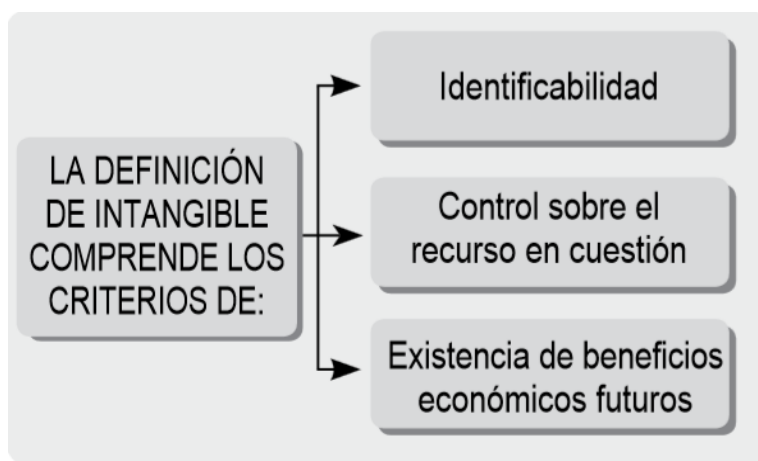 LA DEFINICIÓN
DE INTANGIBLE
COMPRENDE LOS
CRITERIOS DE:
Identificabilidad
Control sobre el
recurso en cuestión
Existencia de beneficios
económicos futuros